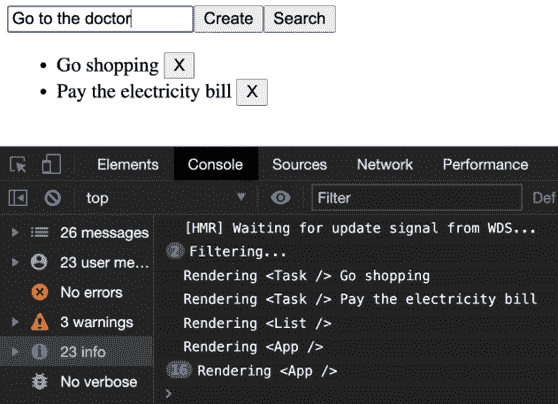 Go to the doctor Create Search
Go shopping X
Pay the electricity bill X
Elements Console Sources Network Performance
top Filter Def
26 messages
23 user me...
No errors
3 warnings
23 info
No verbose
[HMR] Waiting for update signal from WDS...
2 Filtering...
Rendering <Task /> Go shopping
Rendering <Task /> Pay the electricity bill
Rendering <List />
Rendering <App />
16 Rendering <App />